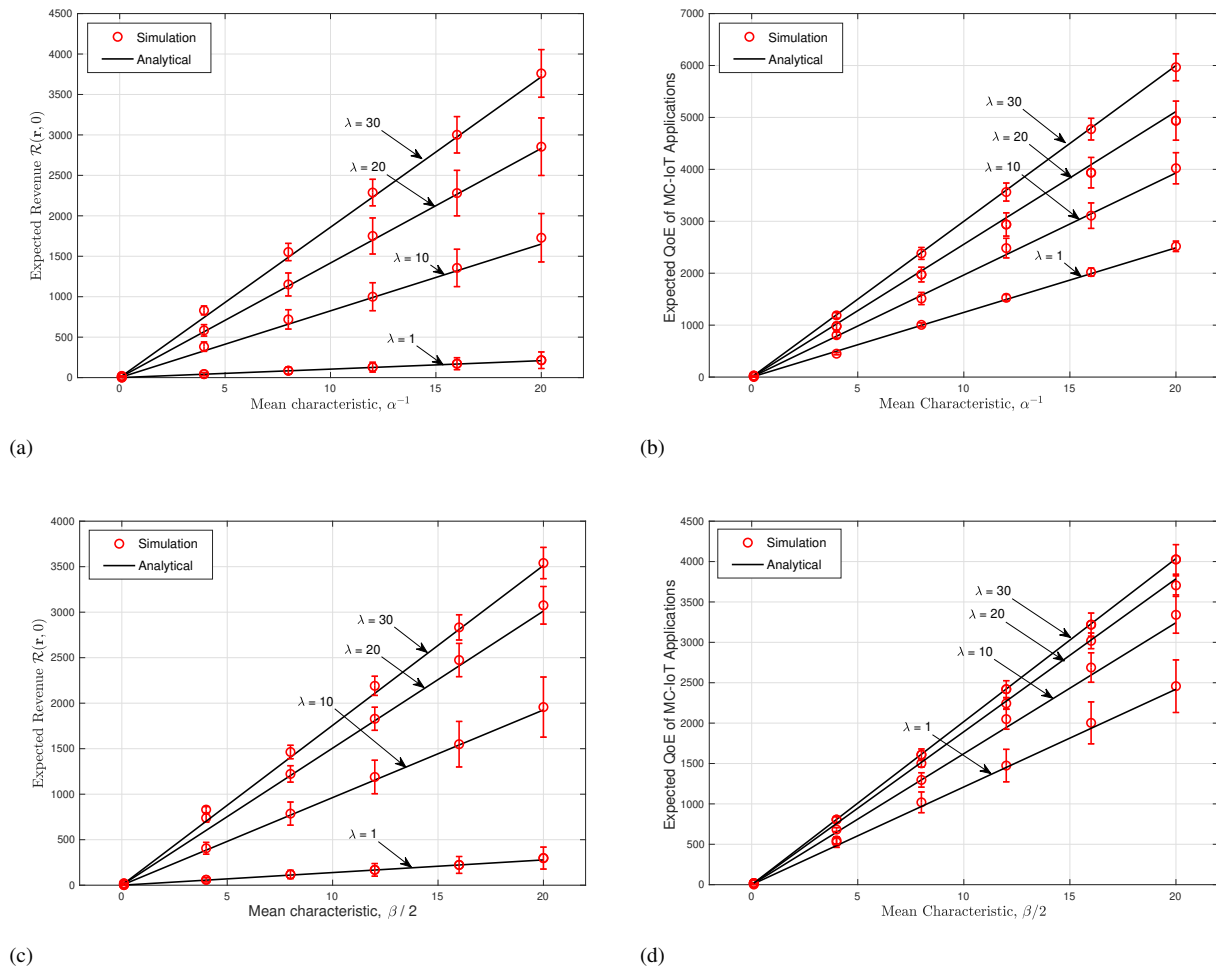 4500
4000
3500
3000
2500
2000
1500
1000
500
0
Expected Revenue R(r, 0)
Simulation
Analytical
λ = 30
λ = 20
λ = 10
λ = 1
0 5 10 15 20
Mean characteristic, α⁻¹
(a)
7000
6000
5000
4000
3000
2000
1000
0
Expected QoE of MC-IoT Applications
Simulation
Analytical
λ = 30
λ = 20
λ = 10
λ = 1
0 5 10 15 20
Mean Characteristic, α⁻¹
(b)
4000
3500
3000
2500
2000
1500
1000
500
0
Expected Revenue R(r, 0)
Simulation
Analytical
λ = 30
λ = 20
λ = 10
λ = 1
0 5 10 15 20
Mean characteristic, β / 2
(c)
4500
4000
3500
3000
2500
2000
1500
1000
500
0
Expected QoE of MC-IoT Applications
Simulation
Analytical
λ = 30
λ = 20
λ = 10
λ = 1
0 5 10 15 20
Mean Characteristic, β/2
(d)